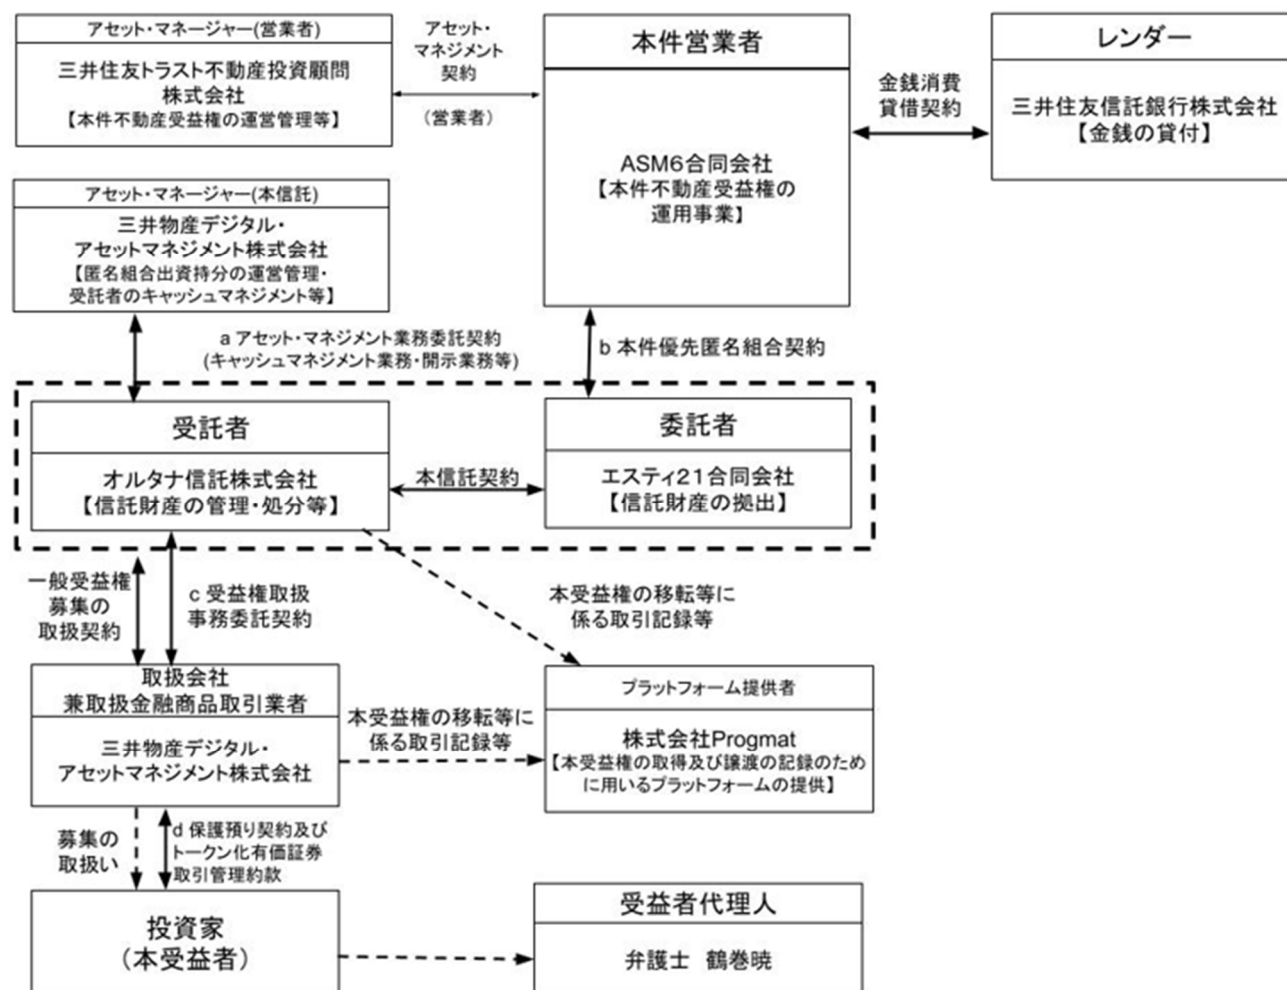 アセット・マネージャー(営業者)
三井住友トラスト不動産投資顧問
株式会社
【本件不動産受益権の運営管理等】
アセット・
マネジメント
契約
（営業者）
本件営業者
ASM6合同会社
【本件不動産受益権の
運用事業】
金銭消費
貸借契約
レンダー
三井住友信託銀行株式会社
【金銭の貸付】
アセット・マネージャー(本信託)
三井物産デジタル・
アセットマネジメント株式会社
【匿名組合出資持分の運営管理・
受託者のキャッシュマネジメント等】
a アセット・マネジメント業務委託契約
(キャッシュマネジメント業務・開示業務等)
b 本件優先匿名組合契約
受託者
オルタナ信託株式会社
【信託財産の管理・処分等】
本信託契約
委託者
エスティ21合同会社
【信託財産の拠出】
一般受益権
募集の
取扱契約
c 受益権取扱
事務委託契約
本受益権の移転等に
係る取引記録等
取扱会社
兼取扱金融商品取引業者
三井物産デジタル・
アセットマネジメント株式会社
本受益権の移転等に
係る取引記録等
プラットフォーム提供者
株式会社Progmat
【本受益権の取得及び譲渡の記録のため
に用いるプラットフォームの提供】
募集の
取扱い
d 保護預り契約及び
トークン化有価証券
取引管理約款
投資家
（本受益者）
受益者代理人
弁護士　鶴巻暁